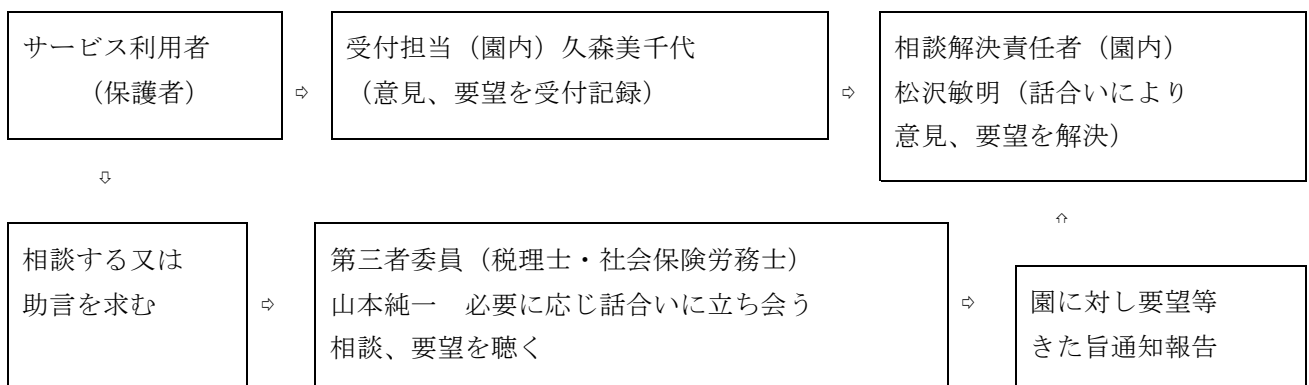 サービス利用者
（保護者）
⇨
受付担当（園内）久森美千代
（意見、要望を受付記録）
⇨
相談解決責任者（園内）
松沢敏明（話合いにより
意見、要望を解決）
⇩
⇧
相談する又は
助言を求む
⇨
第三者委員（税理士・社会保険労務士）
山本純一　必要に応じ話合いに立ち会う
相談、要望を聴く
⇨
園に対し要望等
きた旨通知報告